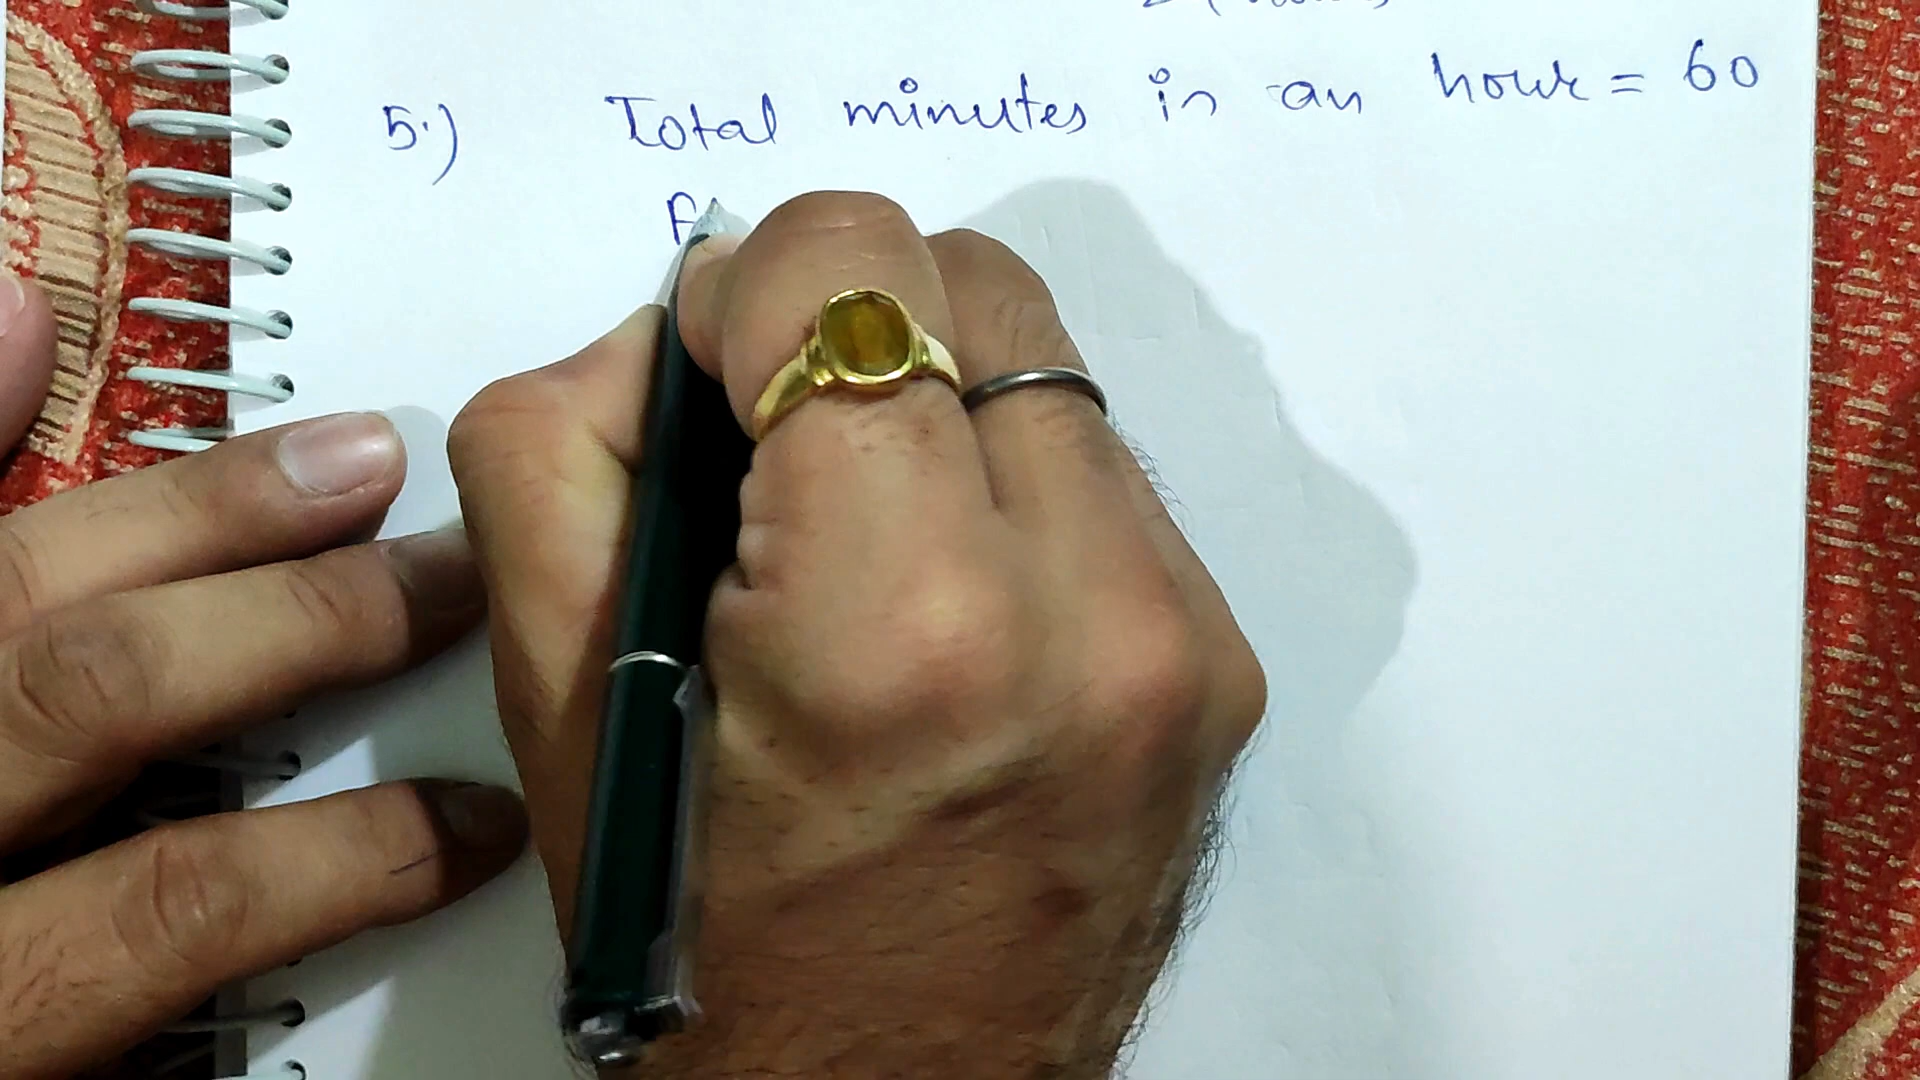 5.) Total minutes in an hour = 60